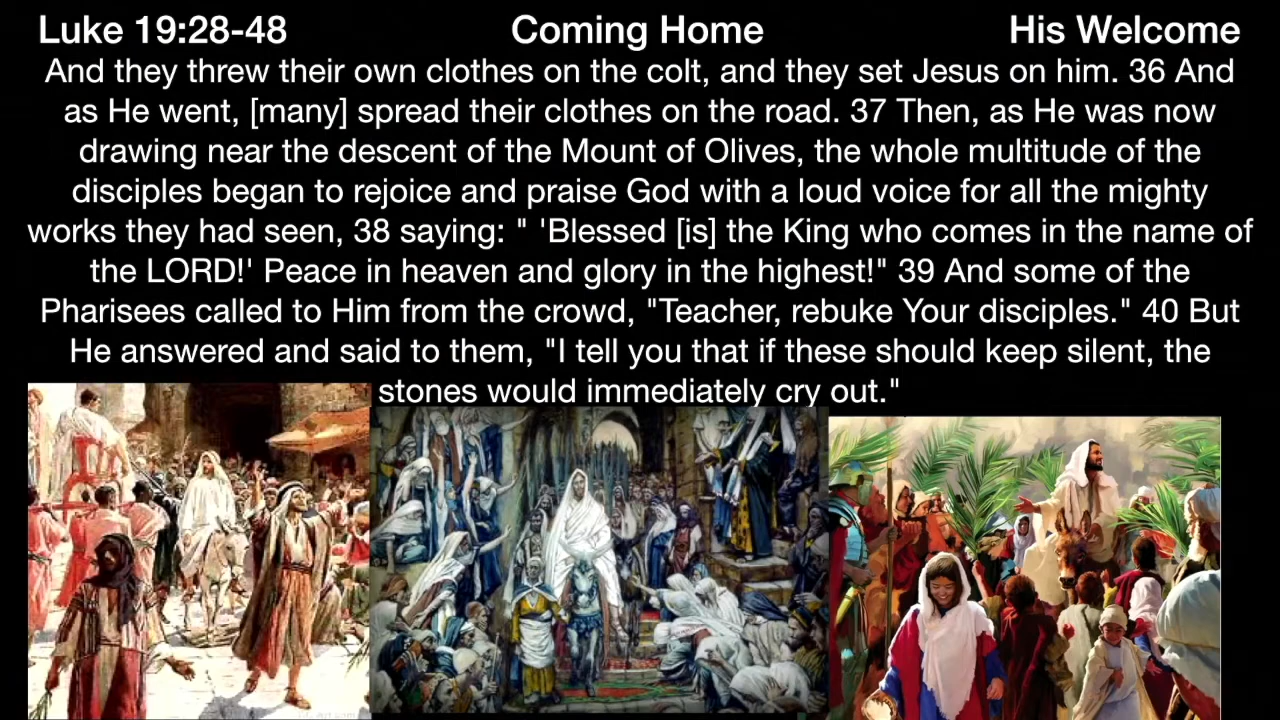 Luke 19:28-48 Coming Home His Welcome
And they threw their own clothes on the colt, and they set Jesus on him. 36 And
as He went, [many] spread their clothes on the road. 37 Then, as He was now
drawing near the descent of the Mount of Olives, the whole multitude of the
disciples began to rejoice and praise God with a loud voice for all the mighty
works they had seen, 38 saying: " 'Blessed [is] the King who comes in the name of
the LORD!' Peace in heaven and glory in the highest!" 39 And some of the
Pharisees called to Him from the crowd, "Teacher, rebuke Your disciples." 40 But
He answered and said to them, "I tell you that if these should keep silent, the
stones would immediately cry out."